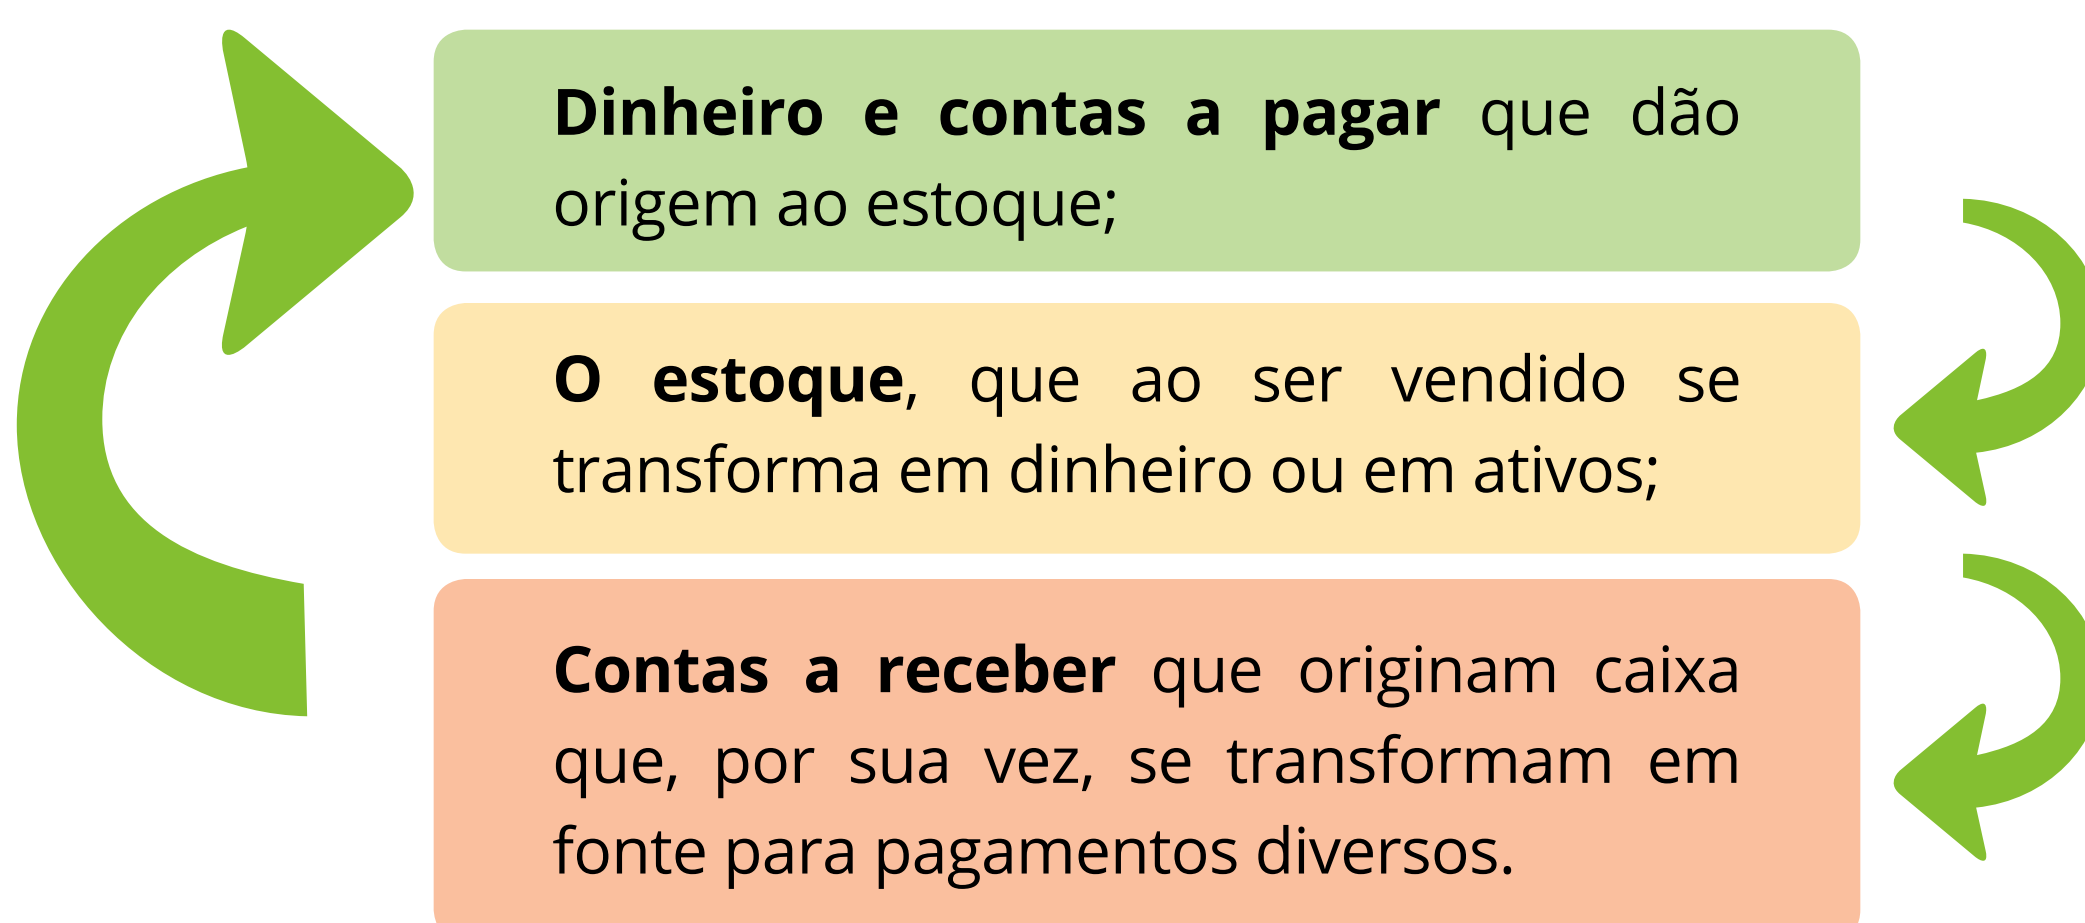 Dinheiro e contas a pagar que dão
origem ao estoque;
O estoque, que ao ser vendido se
transforma em dinheiro ou em ativos;
Contas a receber que originam caixa
que, por sua vez, se transformam em
fonte para pagamentos diversos.